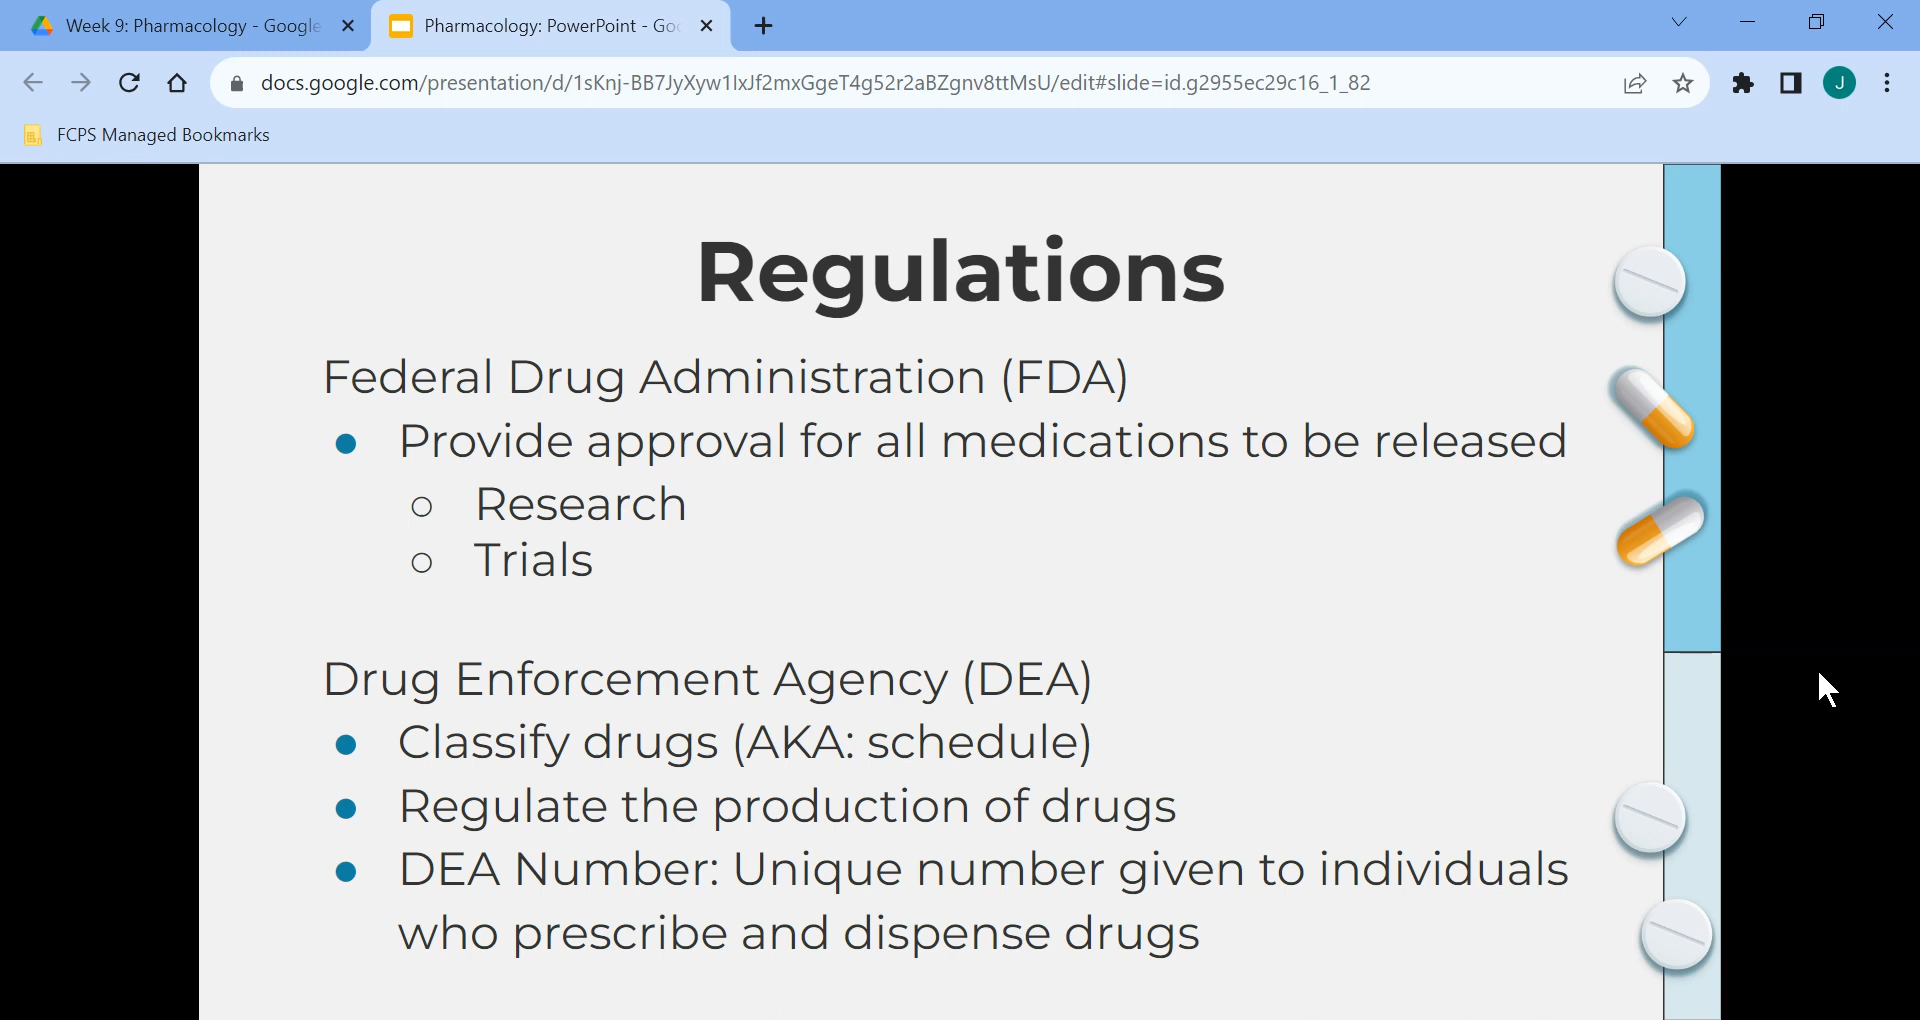 Week 9: Pharmacology - Google
Pharmacology: PowerPoint - Goo
docs.google.com/presentation/d/1sKnj-BB7JyXyw1IxJf2mxGgeT4g52r2aBZgnv8ttMsU/edit#slide=id.g2955ec29c16_1_82
J
FCPS Managed Bookmarks
Regulations
Federal Drug Administration (FDA)
● Provide approval for all medications to be released
○ Research
○ Trials
Drug Enforcement Agency (DEA)
● Classify drugs (AKA: schedule)
● Regulate the production of drugs
● DEA Number: Unique number given to individuals
who prescribe and dispense drugs